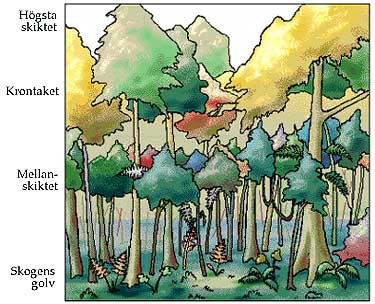 Högsta
skiktet
Krontaket
Mellan-
skiktet
Skogens
golv